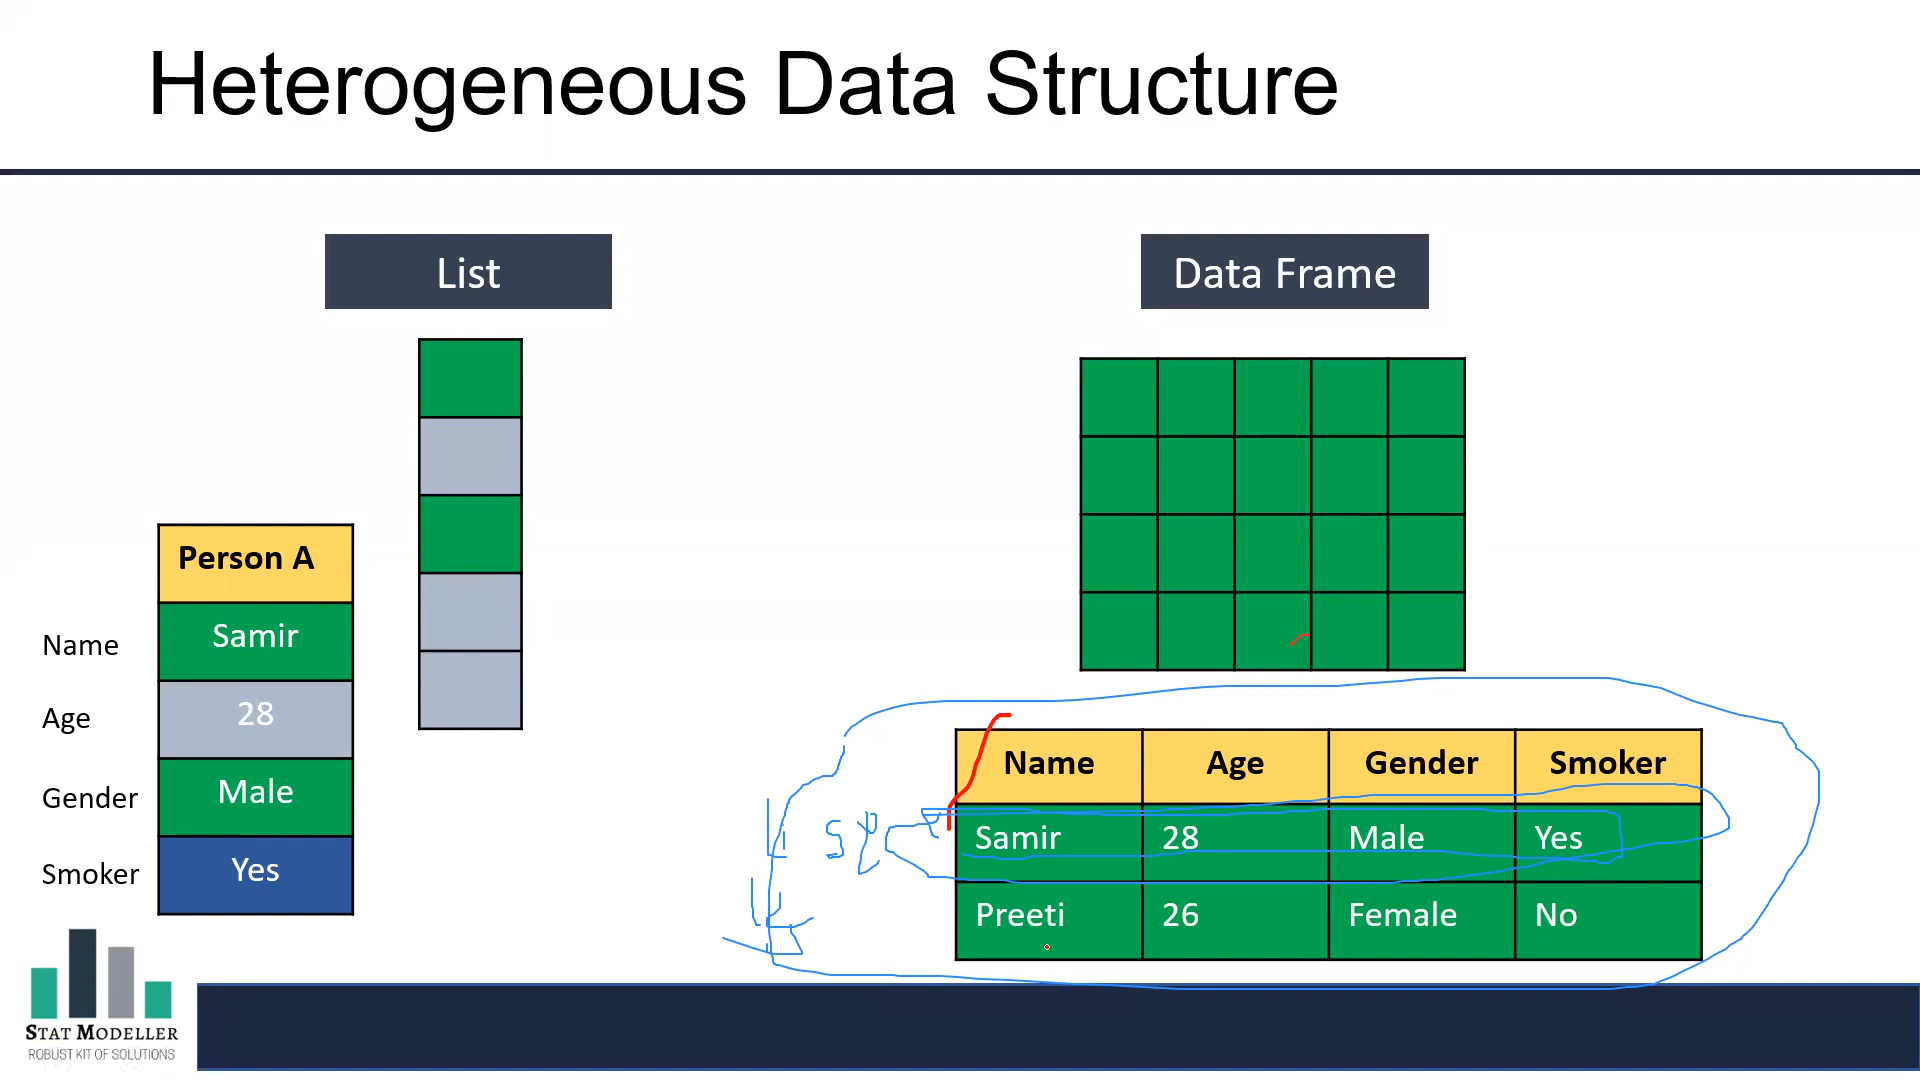 Heterogeneous Data Structure
List
Data Frame
Person A
Name Samir
Age 28
Gender Male
Smoker Yes
Name Age Gender Smoker
Samir 28 Male Yes
Preeti 26 Female No
STAT MODELLER
ROBUST KIT OF SOLUTIONS